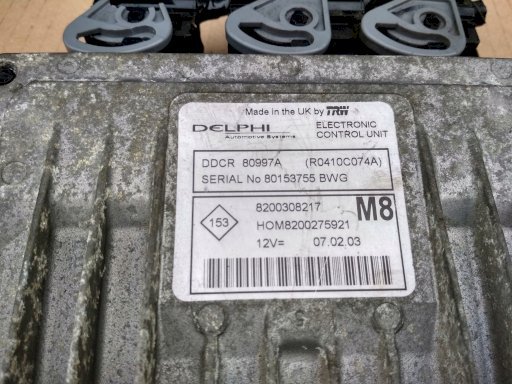 Made in the UK by TRW
DELPHI
Automotive Systems
ELECTRONIC
CONTROL UNIT
DDCR 80997A (R0410C074A)
SERIAL No 80153755 BWG
153
8200308217
M8
HOM8200275921
12V= 07.02.03
S